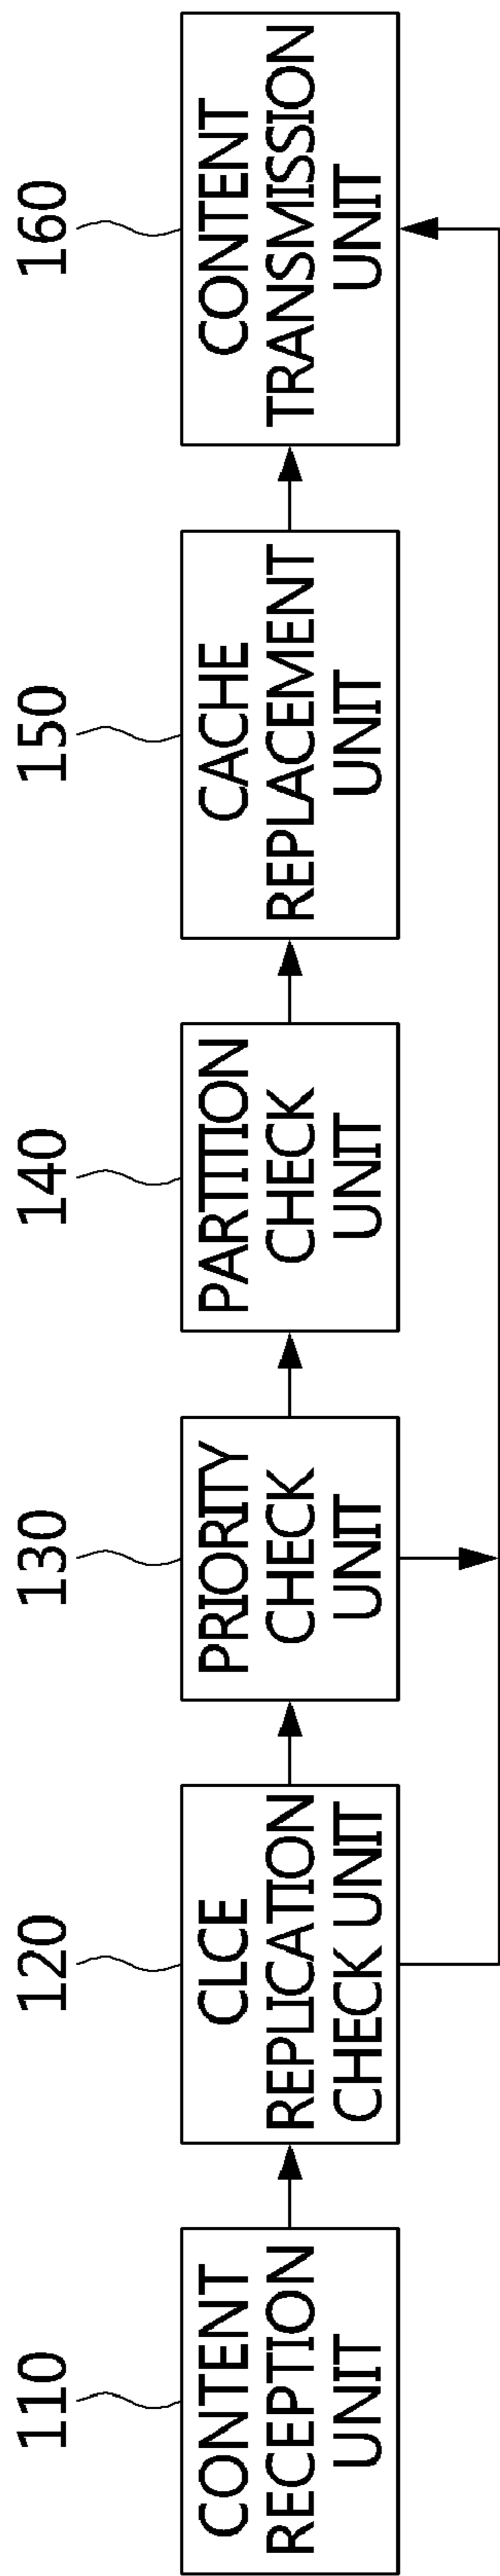 110
CONTENT
RECEPTION
UNIT
120
CLCE
REPLICATION
CHECK UNIT
130
PRIORITY
CHECK
UNIT
140
PARTITION
CHECK
UNIT
150
CACHE
REPLACEMENT
UNIT
160
CONTENT
TRANSMISSION
UNIT